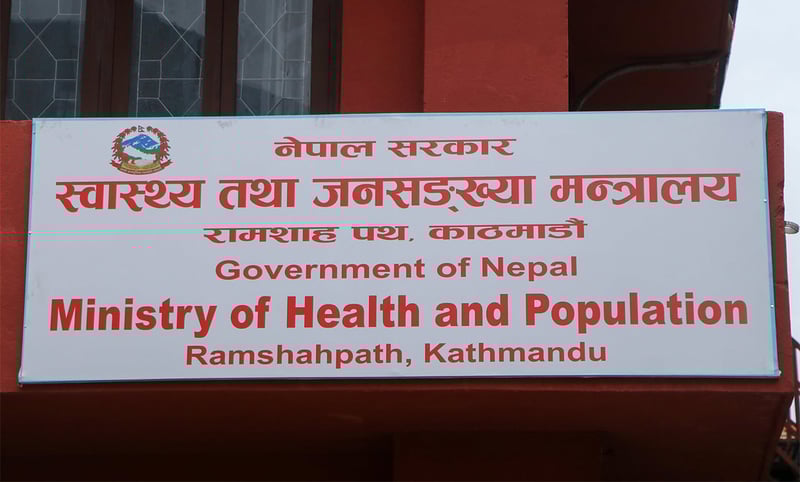 नेपाल सरकार
स्वास्थ्य तथा जनसङ्ख्या मन्त्रालय
रामशाह पथ, काठमाडौं
Government of Nepal
Ministry of Health and Population
Ramshahpath, Kathmandu